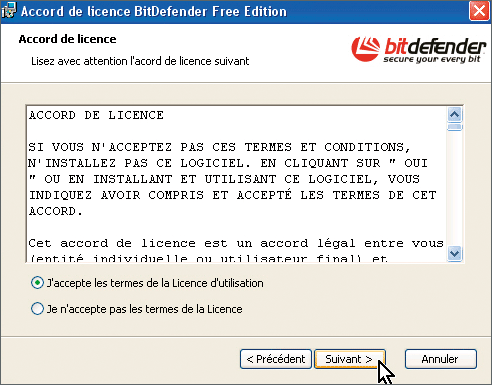 Accord de licence BitDefender Free Edition
Accord de licence
Lisez avec attention l'acord de licence suivant
bitdefender
secure your every bit
ACCORD DE LICENCE
SI VOUS N'ACCEPTEZ PAS CES TERMES ET CONDITIONS,
N'INSTALLEZ PAS CE LOGICIEL. EN CLIQUANT SUR " OUI
" OU EN INSTALLANT ET UTILISANT CE LOGICIEL, VOUS
INDIQUEZ AVOIR COMPRIS ET ACCEPTÉ LES TERMES DE CET
ACCORD.
Cet accord de licence est un accord légal entre vous
(entité individuelle ou utilisateur final) et
J'accepte les termes de la Licence d'utilisation
Je n'accepte pas les termes de la Licence
< Précédent
Suivant >
Annuler